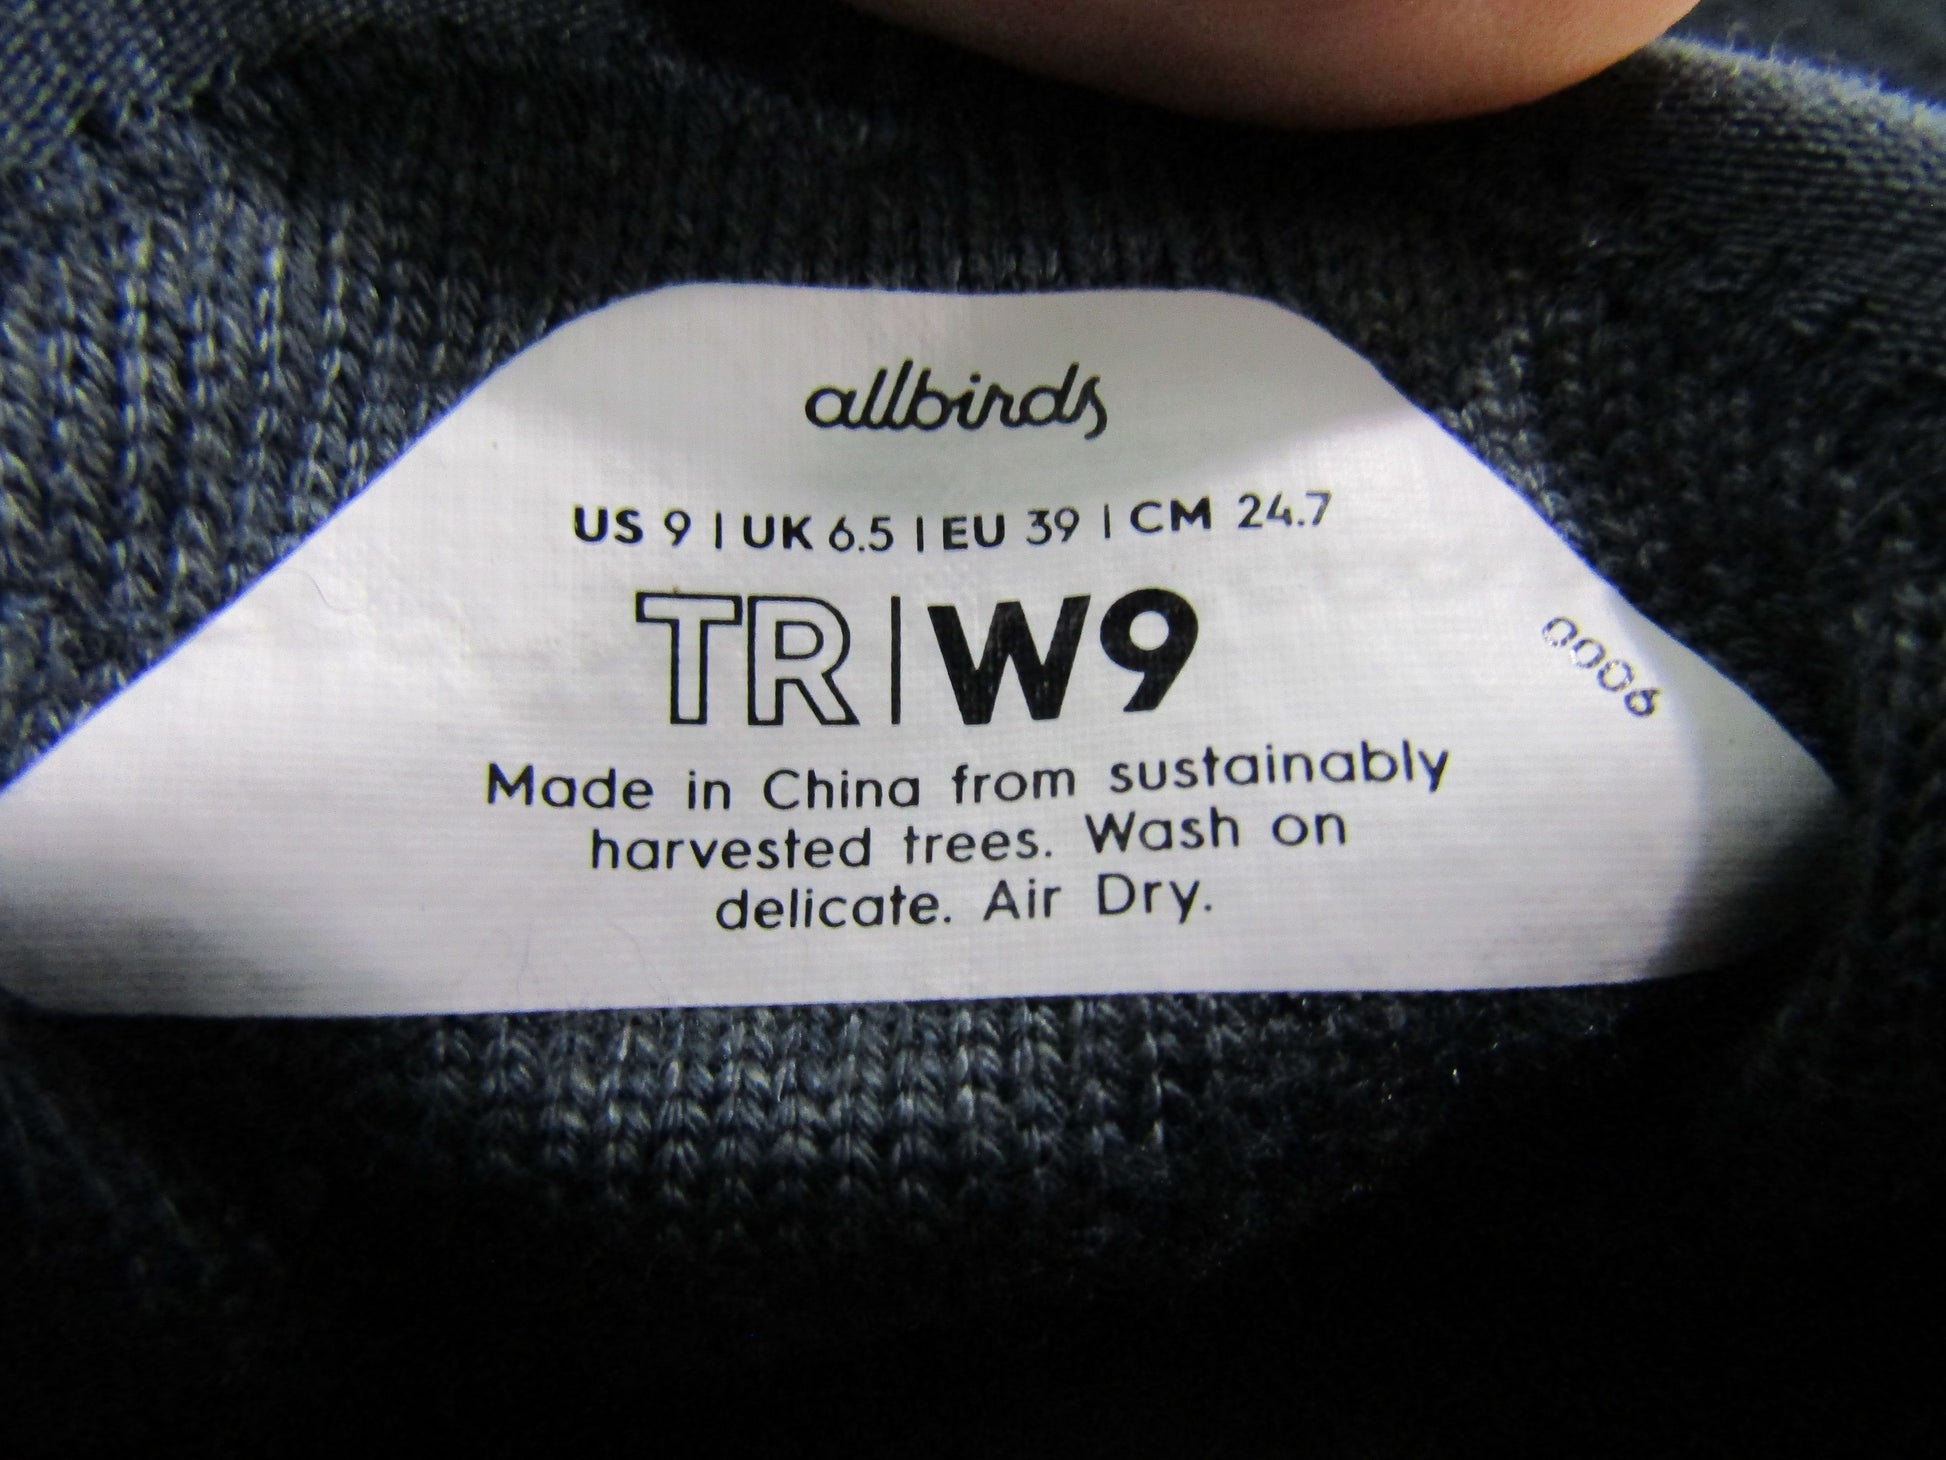 allbirds
US 9 | UK 6.5 | EU 39 | CM 24.7
TR | W9
0006
Made in China from sustainably
harvested trees. Wash on
delicate. Air Dry.